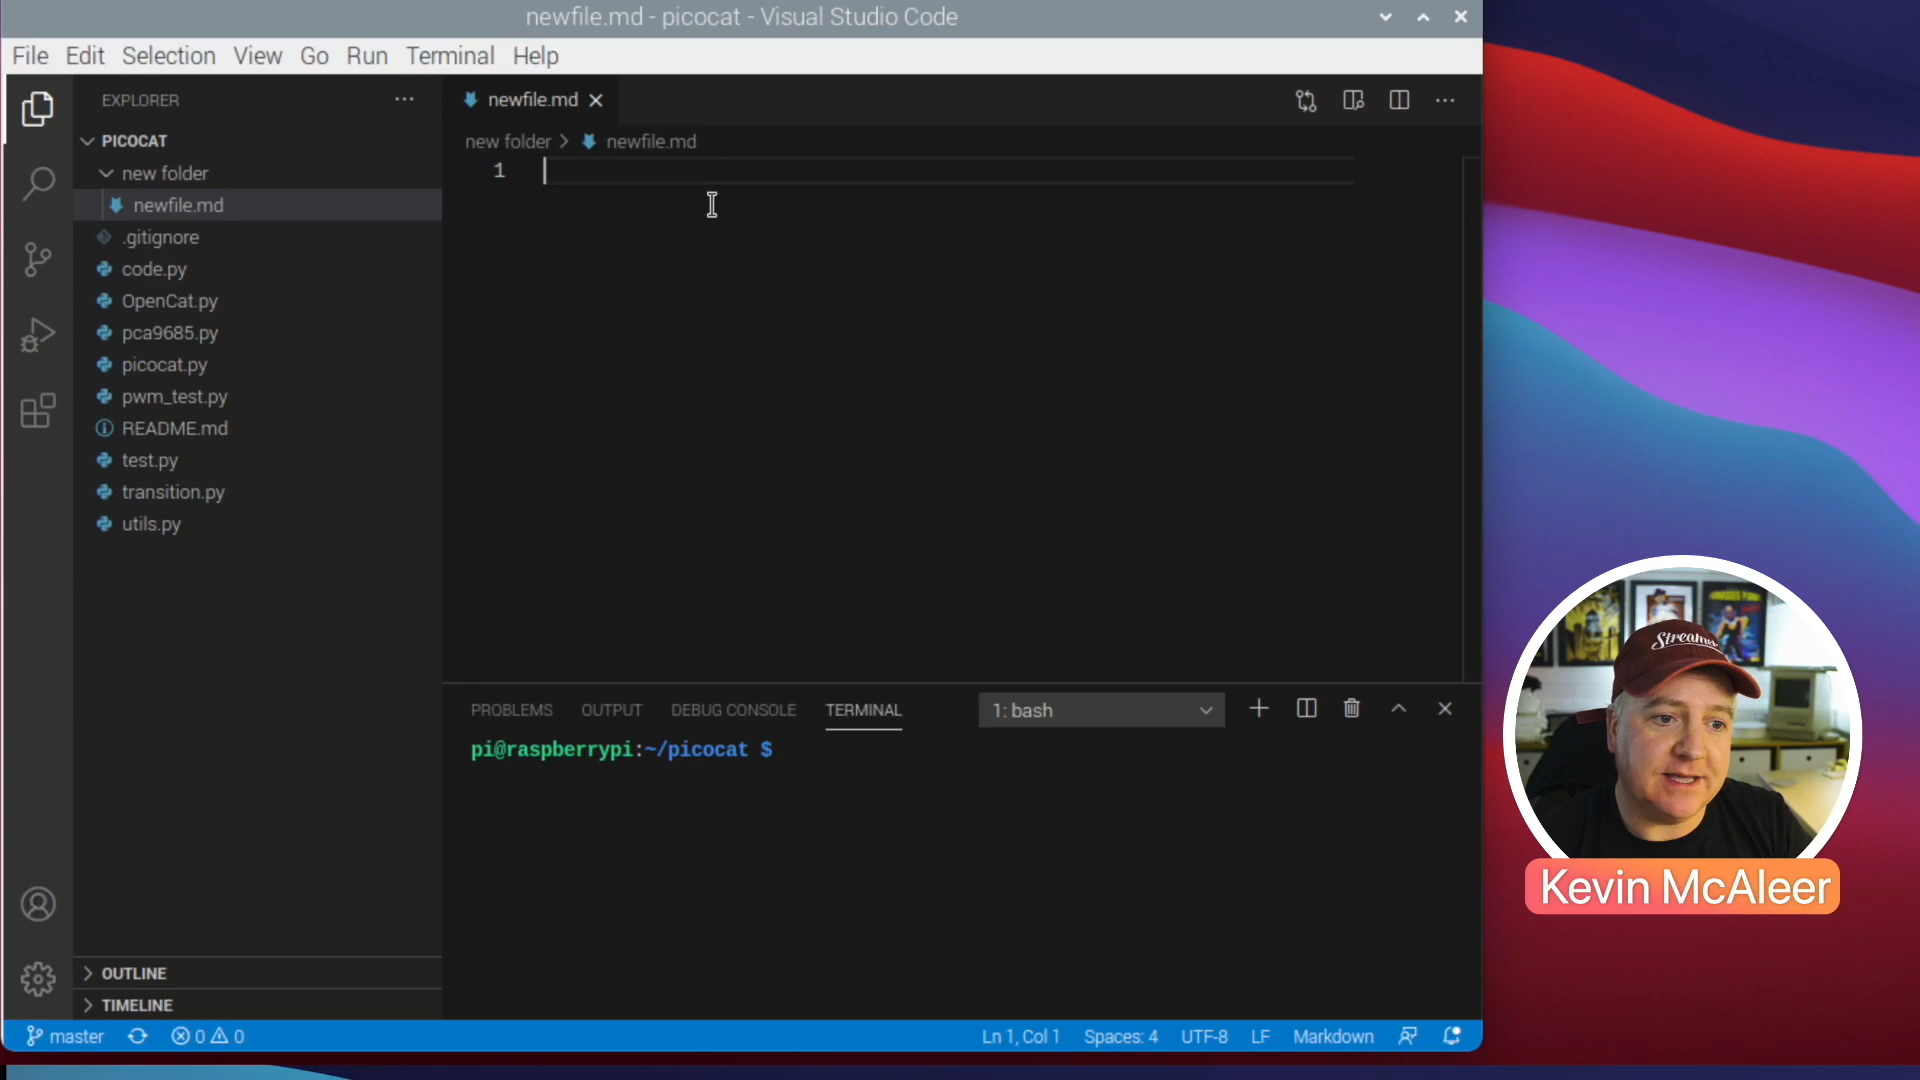 newfile.md - picocat - Visual Studio Code
File Edit Selection View Go Run Terminal Help
EXPLORER
PICOCAT
new folder
newfile.md
.gitignore
code.py
OpenCat.py
pca9685.py
picocat.py
pwm_test.py
README.md
test.py
transition.py
utils.py
OUTLINE
TIMELINE
newfile.md
new folder > newfile.md
1
PROBLEMS OUTPUT DEBUG CONSOLE TERMINAL 1: bash
pi@raspberrypi:~/picocat $
master 0 0 Ln 1, Col 1 Spaces: 4 UTF-8 LF Markdown
Streamer
Kevin McAleer